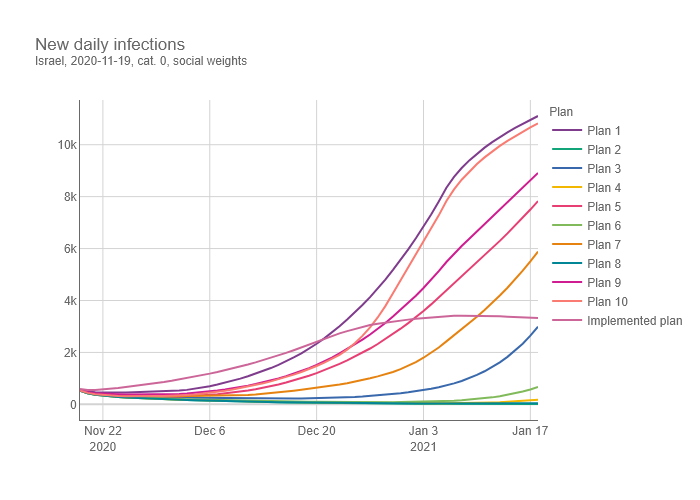 New daily infections
Israel, 2020-11-19, cat. 0, social weights
Plan
Plan 1
Plan 2
Plan 3
Plan 4
Plan 5
Plan 6
Plan 7
Plan 8
Plan 9
Plan 10
Implemented plan
10k
8k
6k
4k
2k
0
Nov 22
2020
Dec 6
Dec 20
Jan 3
2021
Jan 17